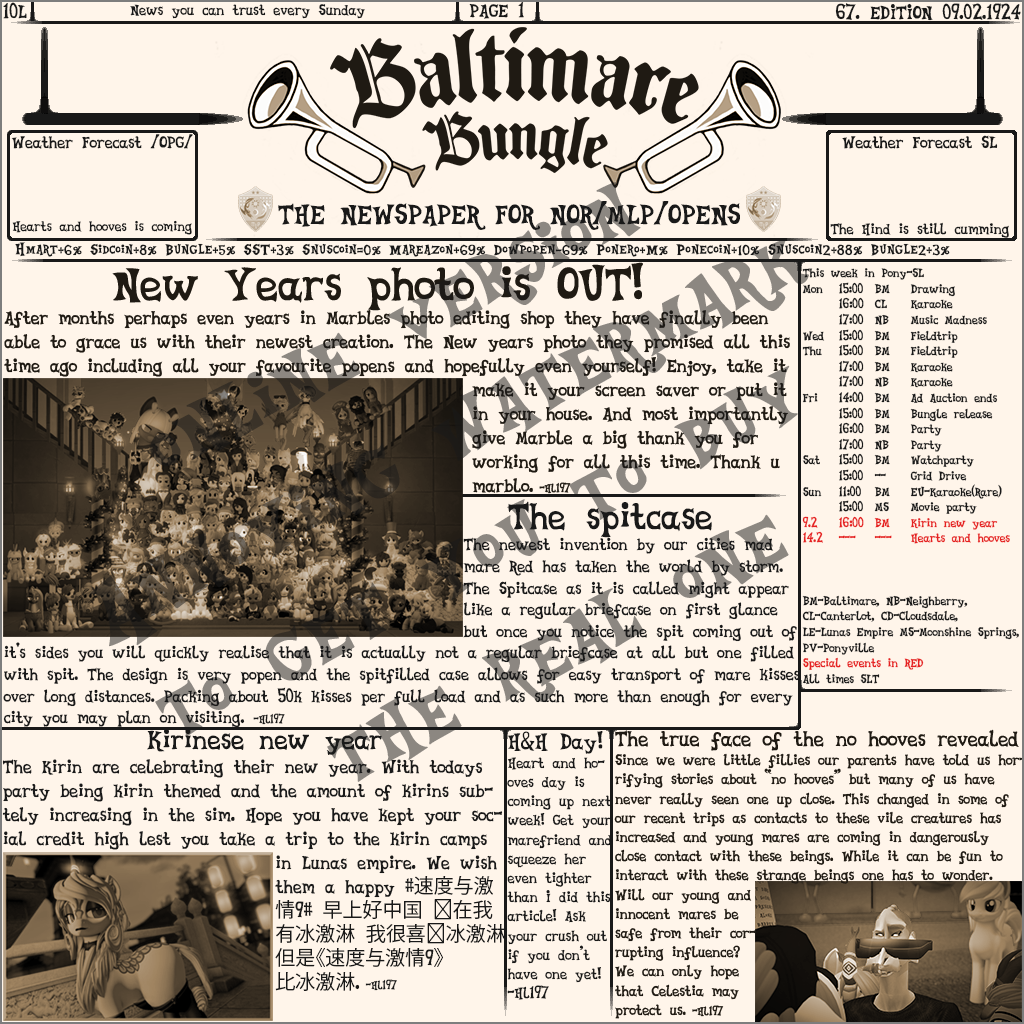 10L
News you can trust every Sunday
PAGE 1
67. EDITION 09.02.1924
Baltimare
Bungle
THE NEWSPAPER FOR NOR/MLP/OPENS
Weather Forecast /OPG/
Hearts and hooves is coming
Weather Forecast SL
The Hind is still cumming
HMART+6% SIDCOIN+8% BUNGLE+5% SST+3% SNUSCOIN=0% MAREAZON+69% DOWPOPEN-69% PONERO+M% PONECOIN+10% SNUSCOIN2+88% BUNGLE2+3%
New Years photo is OUT!
After months perhaps even years in Marbles photo editing shop they have finally been
able to grace us with their newest creation. The New years photo they promised all this
time ago including all your favourite popens and hopefully even yourself! Enjoy, take it
make it your screen saver or put it
in your house. And most importantly
give Marble a big thank you for
working for all this time. Thank u
marblo. -HL197
The spitcase
The newest invention by our cities mad
mare Red has taken the world by storm.
The Spitcase as it is called might appear
like a regular briefcase on first glance
but once you notice the spit coming out of
it's sides you will quickly realise that it is actually not a regular briefcase at all but one filled
with spit. The design is very popen and the spitfilled case allows for easy transport of mare kisses
over long distances. Packing about 50k kisses per full load and as such more than enough for every
city you may plan on visiting. -HL197
This week in Pony-SL
Mon 15:00 BM Drawing
16:00 CL Karaoke
17:00 NB Music Madness
Wed 15:00 BM Fieldtrip
Thu 15:00 BM Fieldtrip
17:00 BM Karaoke
17:00 NB Karaoke
Fri 14:00 BM Ad Auction ends
15:00 BM Bungle release
16:00 BM Party
17:00 NB Party
Sat 15:00 BM Watchparty
15:00 -- Grid Drive
Sun 11:00 BM EU-Karaoke(Rare)
15:00 MS Movie party
9.2 16:00 BM Kirin new year
14.2 --- --- Hearts and hooves
BM-Baltimare, NB-Neighberry,
CL-Canterlot, CD-Cloudsdale,
LE-Lunas Empire MS-Moonshine Springs,
PV-Ponyville
Special events in RED
All times SLT
Kirinese new year
The Kirin are celebrating their new year. With todays
party being Kirin themed and the amount of Kirins sub-
tely increasing in the sim. Hope you have kept your soc-
ial credit high lest you take a trip to the Kirin camps
in Lunas empire. We wish
them a happy #速度与激
情9# 早上好中国 在我
有冰激淋 我很喜冰激淋
但是《速度与激情9》
比冰激淋. -HL197
H&H Day!
Heart and ho-
oves day is
coming up next
week! Get your
marefriend and
squeeze her
even tighter
than i did this
article! Ask
your crush out
if you don't
have one yet!
-HL197
The true face of the no hooves revealed
Since we were little fillies our parents have told us hor-
rifying stories about "no hooves" but many of us have
never really seen one up close. This changed in some of
our recent trips as contacts to these vile creatures has
increased and young mares are coming in dangerously
close contact with these beings. While it can be fun to
interact with these strange beings one has to wonder.
Will our young and
innocent mares be
safe from their cor-
rupting influence?
We can only hope
that Celestia may
protect us. -HL197
ONLINE VERSION
WATERMARK
TO GET YOU TO BUY
THE REAL ONE